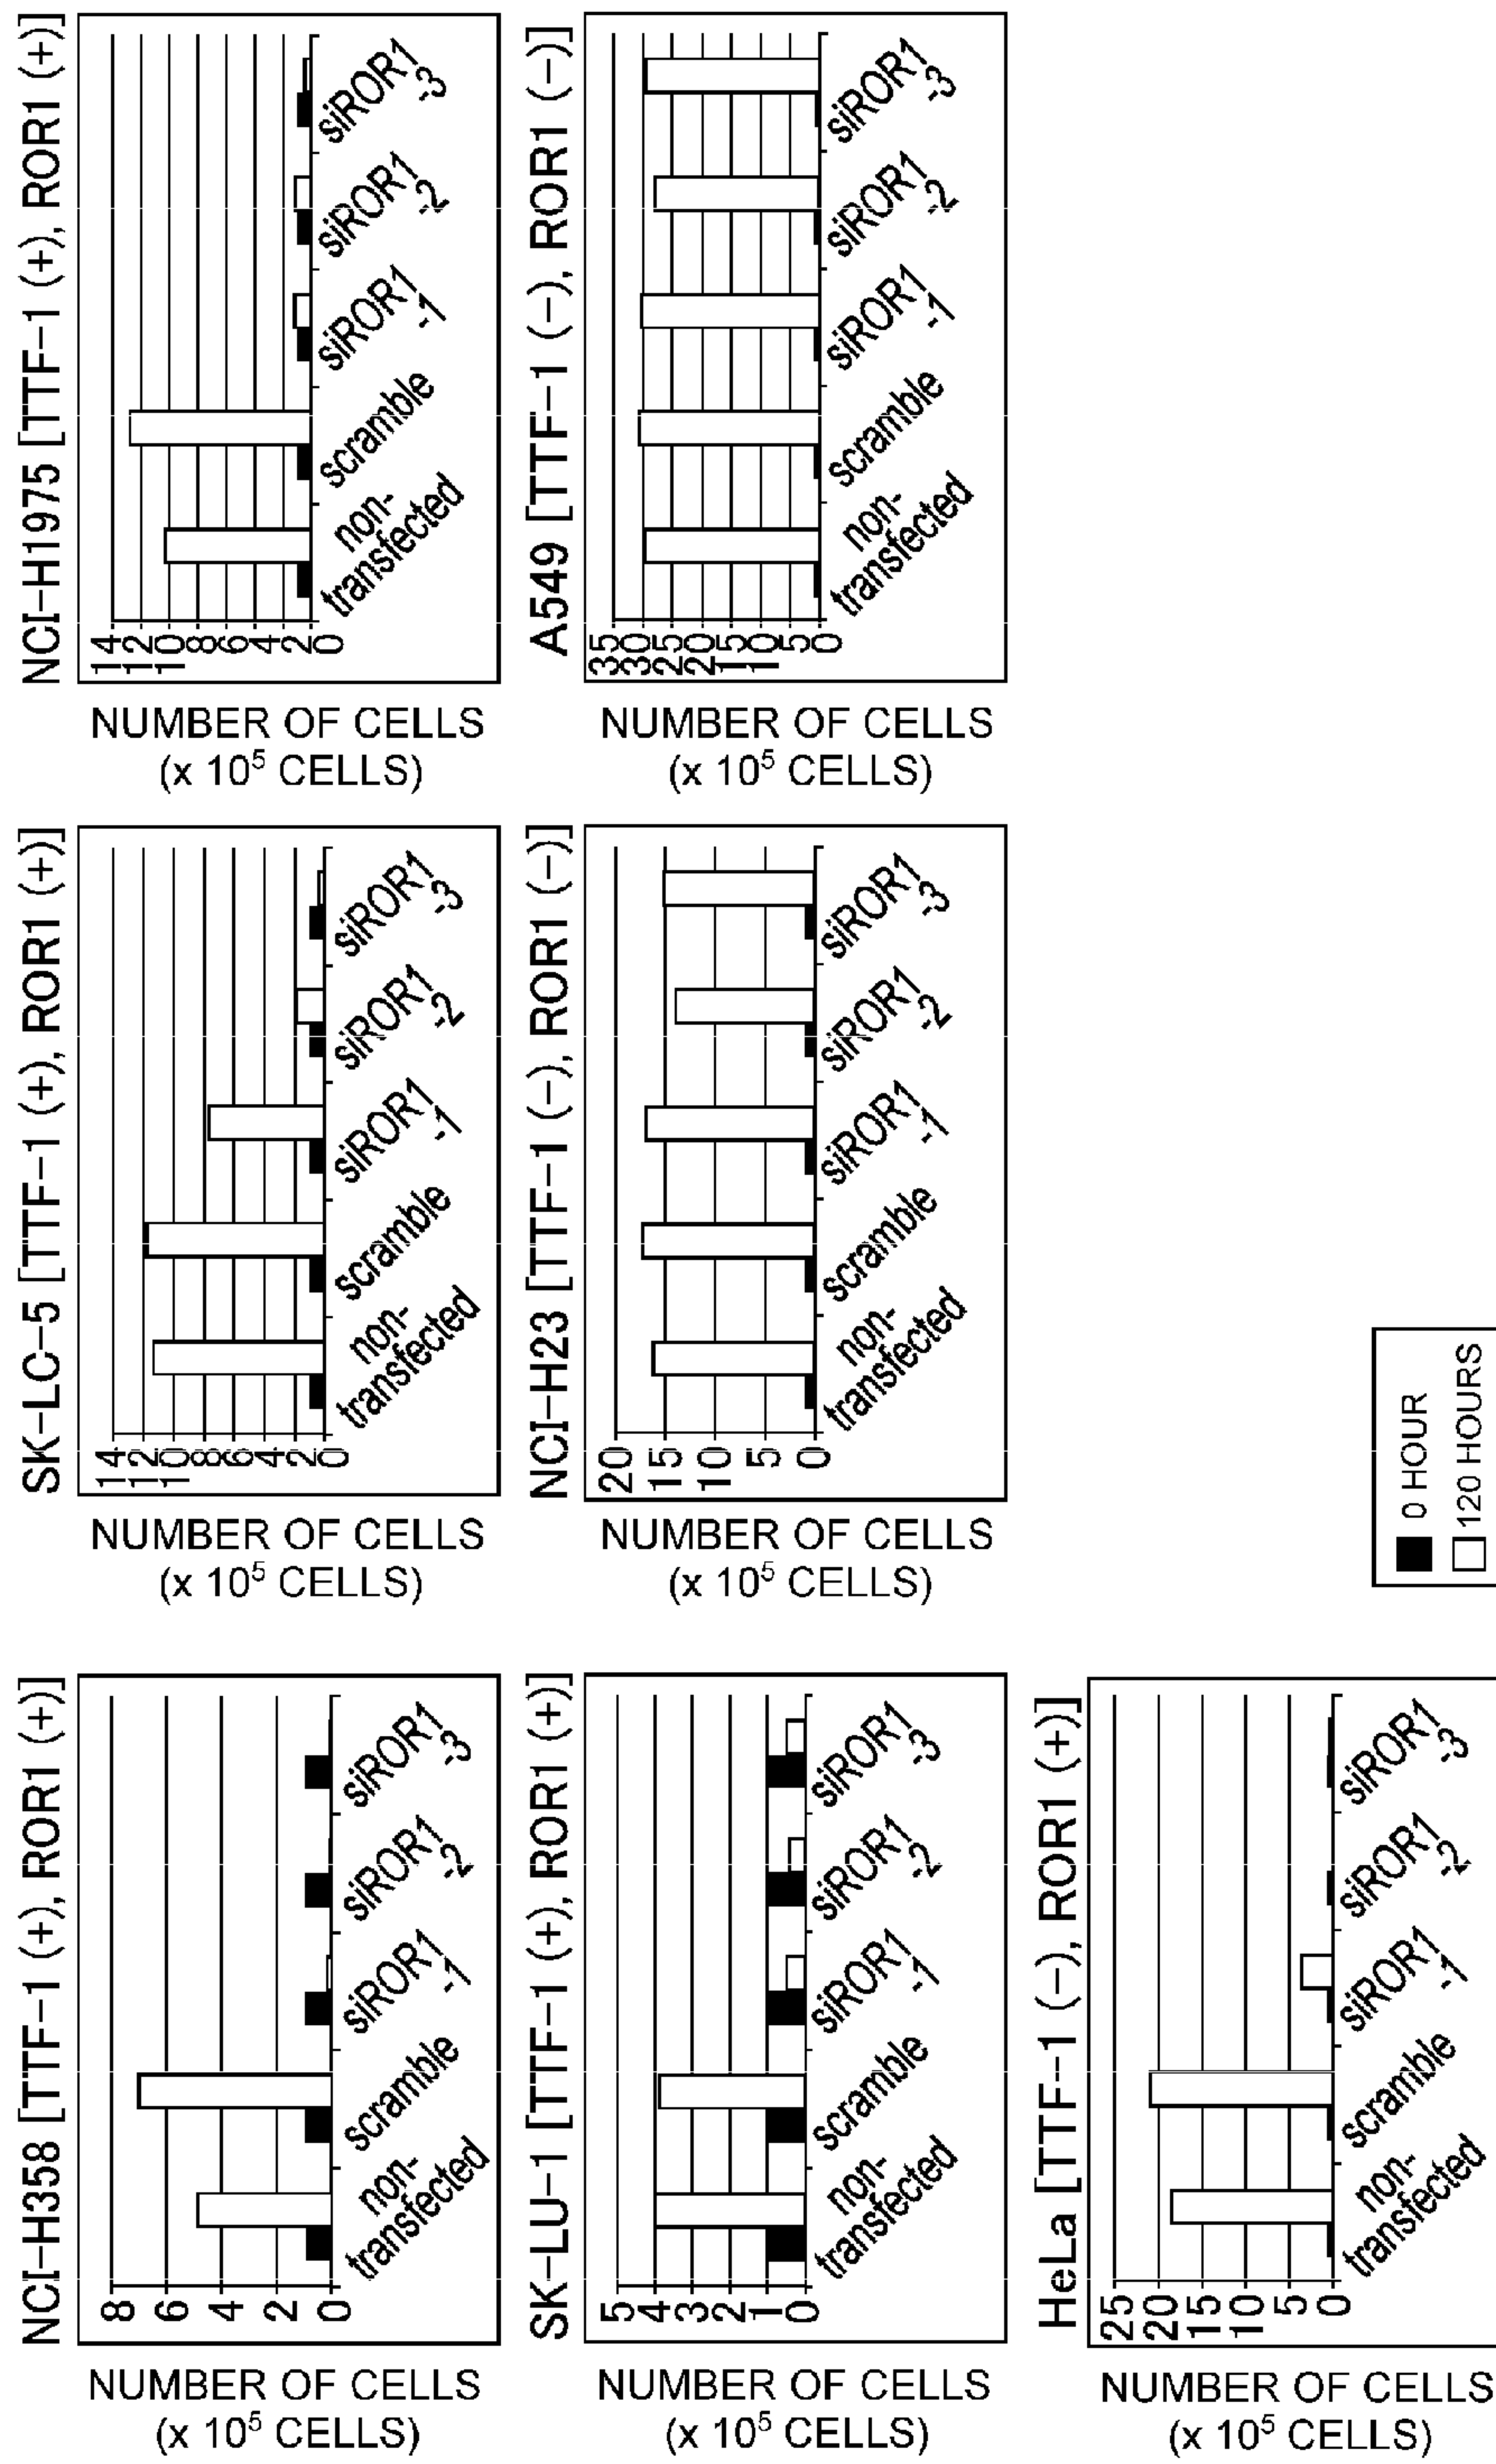 NCI-H358 [TTF-1 (+), ROR1 (+)]
NUMBER OF CELLS
(x 10⁵ CELLS)
8
6
4
2
0
non-
transfected
scramble
siROR1
-1
siROR1
-2
siROR1
-3
SK-LC-5 [TTF-1 (+), ROR1 (+)]
NUMBER OF CELLS
(x 10⁵ CELLS)
14
12
10
8
6
4
2
0
non-
transfected
scramble
siROR1
-1
siROR1
-2
siROR1
-3
NCI-H1975 [TTF-1 (+), ROR1 (+)]
NUMBER OF CELLS
(x 10⁵ CELLS)
14
12
10
8
6
4
2
0
non-
transfected
scramble
siROR1
-1
siROR1
-2
siROR1
-3
SK-LU-1 [TTF-1 (+), ROR1 (+)]
NUMBER OF CELLS
(x 10⁵ CELLS)
5
4
3
2
1
0
non-
transfected
scramble
siROR1
-1
siROR1
-2
siROR1
-3
NCI-H23 [TTF-1 (-), ROR1 (-)]
NUMBER OF CELLS
(x 10⁵ CELLS)
20
15
10
5
0
non-
transfected
scramble
siROR1
-1
siROR1
-2
siROR1
-3
A549 [TTF-1 (-), ROR1 (-)]
NUMBER OF CELLS
(x 10⁵ CELLS)
35
30
25
20
15
10
5
0
non-
transfected
scramble
siROR1
-1
siROR1
-2
siROR1
-3
HeLa [TTF-1 (-), ROR1 (+)]
NUMBER OF CELLS
(x 10⁵ CELLS)
25
20
15
10
5
0
non-
transfected
scramble
siROR1
-1
siROR1
-2
siROR1
-3
0 HOUR
120 HOURS